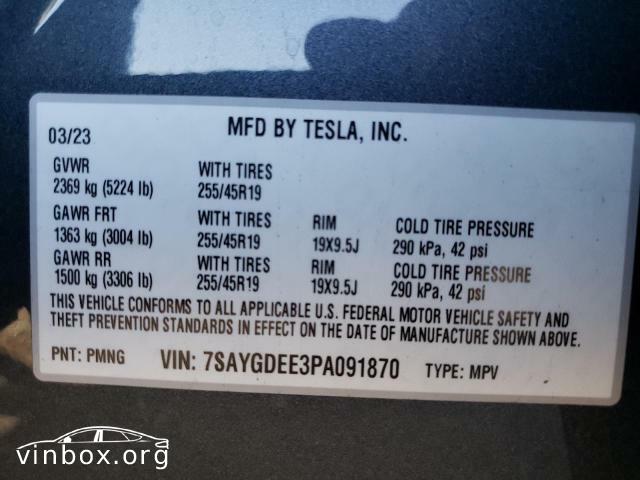 03/23 MFD BY TESLA, INC.
GVWR WITH TIRES
2369 kg (5224 lb) 255/45R19
GAWR FRT WITH TIRES RIM COLD TIRE PRESSURE
1363 kg (3004 lb) 255/45R19 19X9.5J 290 kPa, 42 psi
GAWR RR WITH TIRES RIM COLD TIRE PRESSURE
1500 kg (3306 lb) 255/45R19 19X9.5J 290 kPa, 42 psi
THIS VEHICLE CONFORMS TO ALL APPLICABLE U.S. FEDERAL MOTOR VEHICLE SAFETY AND
THEFT PREVENTION STANDARDS IN EFFECT ON THE DATE OF MANUFACTURE SHOWN ABOVE.
PNT: PMNG VIN: 7SAYGDEE3PA091870 TYPE: MPV
vinbox.org